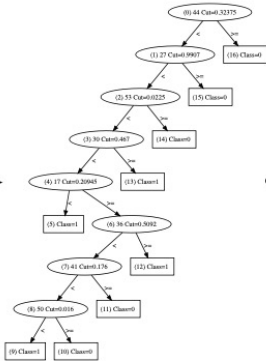 (0) 44 Cut=0.32375
< >=
(1) 27 Cut=0.9907 (16) Class=0
< >=
(2) 53 Cut=0.0225 (15) Class=0
< >=
(3) 30 Cut=0.467 (14) Class=0
< >=
(4) 17 Cut=0.20945 (13) Class=1
< >=
(5) Class=1 (6) 36 Cut=0.5092
< >=
(7) 41 Cut=0.176 (12) Class=1
< >=
(8) 50 Cut=0.016 (11) Class=0
< >=
(9) Class=1 (10) Class=0